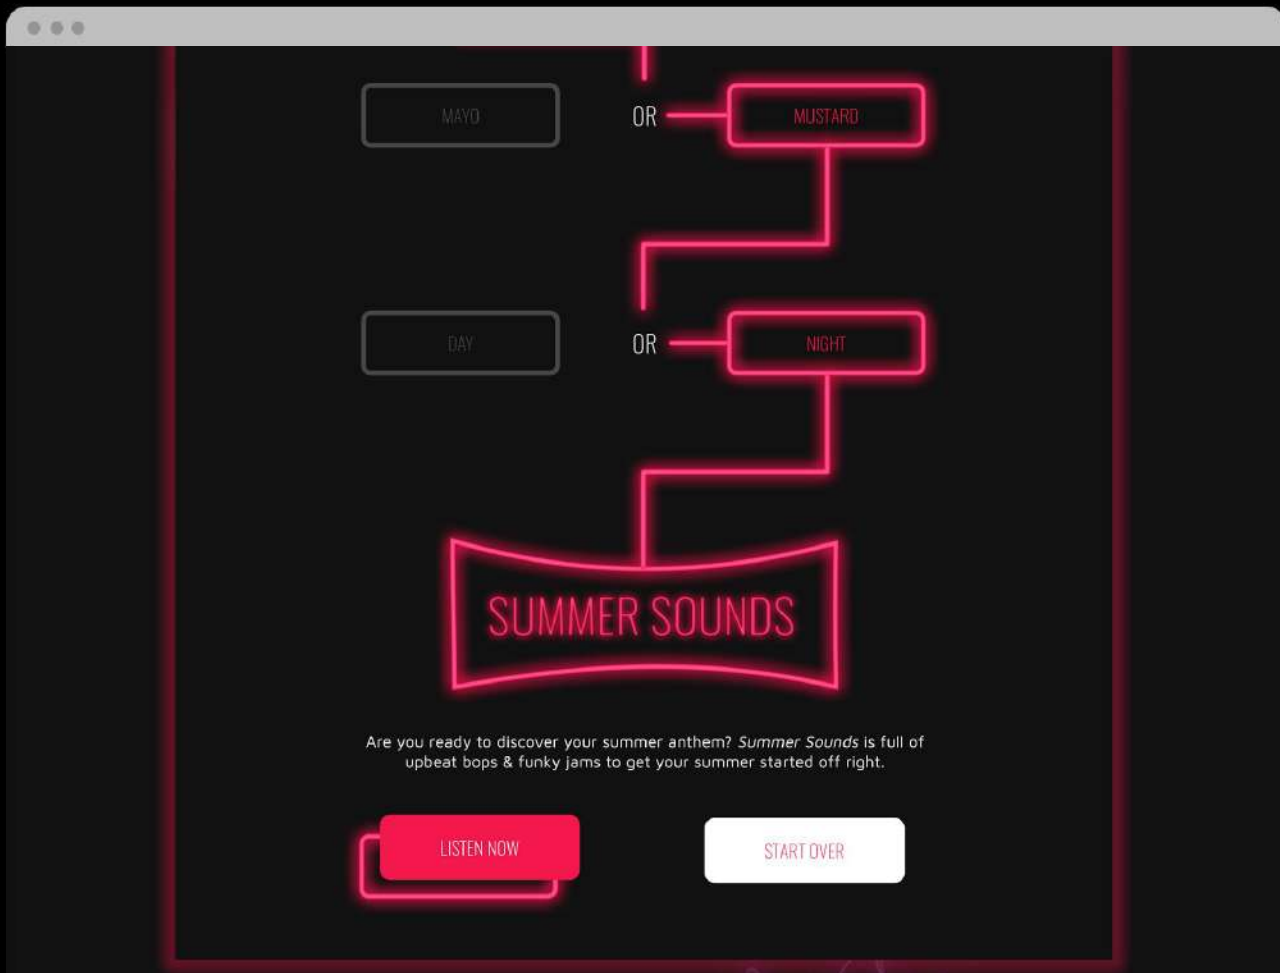 MAYO OR MUSTARD
DAY OR NIGHT
SUMMER SOUNDS
Are you ready to discover your summer anthem? Summer Sounds is full of
upbeat bops & funky jams to get your summer started off right.
LISTEN NOW
START OVER